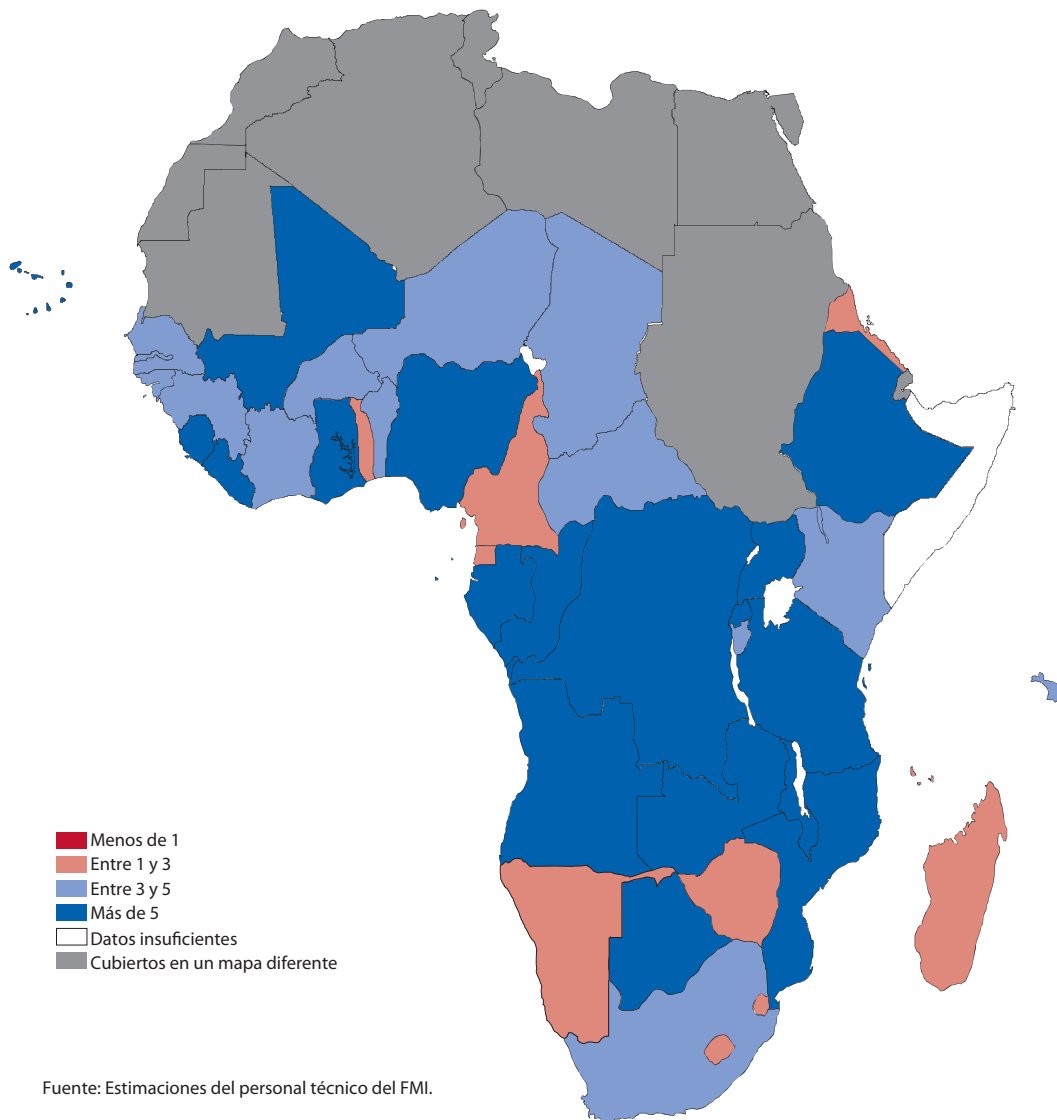 Menos de 1
Entre 1 y 3
Entre 3 y 5
Más de 5
Datos insuficientes
Cubiertos en un mapa diferente
Fuente: Estimaciones del personal técnico del FMI.